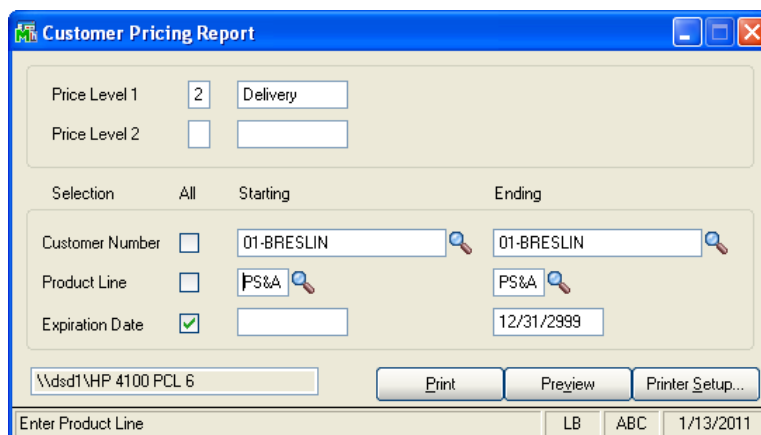 Customer Pricing Report
Price Level 1 2 Delivery
Price Level 2
Selection All Starting Ending
Customer Number 01-BRESLIN 01-BRESLIN
Product Line PS&A PS&A
Expiration Date 12/31/2999
\\dsd1\HP 4100 PCL 6 Print Preview Printer Setup...
Enter Product Line LB ABC 1/13/2011